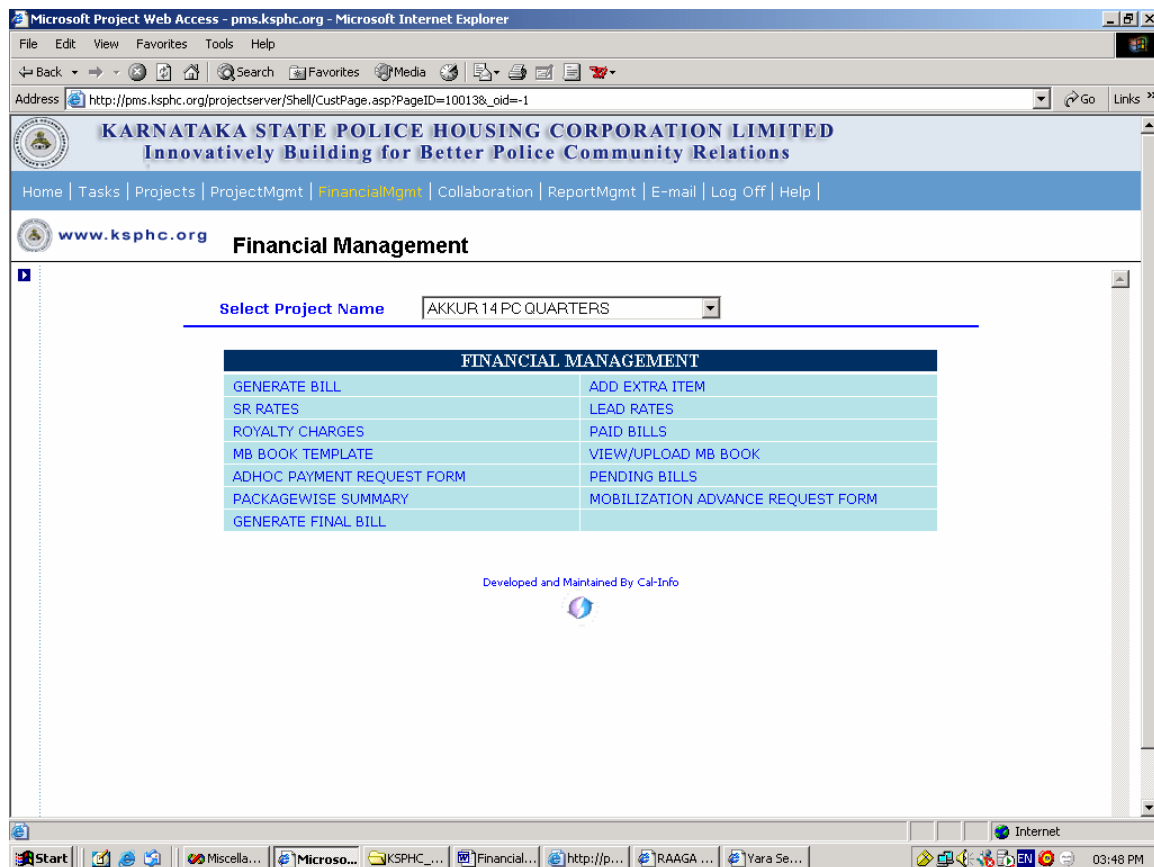 Microsoft Project Web Access - pms.ksphc.org - Microsoft Internet Explorer
File Edit View Favorites Tools Help
Back Search Favorites Media
Address http://pms.ksphc.org/projectserver/Shell/CustPage.asp?PageID=10013&_oid=-1 Go Links »
KARNATAKA STATE POLICE HOUSING CORPORATION LIMITED
Innovatively Building for Better Police Community Relations
Home | Tasks | Projects | ProjectMgmt | FinancialMgmt | Collaboration | ReportMgmt | E-mail | Log Off | Help |
www.ksphc.org Financial Management
Select Project Name AKKUR 14 PC QUARTERS
FINANCIAL MANAGEMENT
GENERATE BILL ADD EXTRA ITEM
SR RATES LEAD RATES
ROYALTY CHARGES PAID BILLS
MB BOOK TEMPLATE VIEW/UPLOAD MB BOOK
ADHOC PAYMENT REQUEST FORM PENDING BILLS
PACKAGEWISE SUMMARY MOBILIZATION ADVANCE REQUEST FORM
GENERATE FINAL BILL
Developed and Maintained By Cal-Info
Internet
Start Miscella... Microso... KSPHC_... Financial... http://p... RAAGA ... Yara Se... EN 03:48 PM